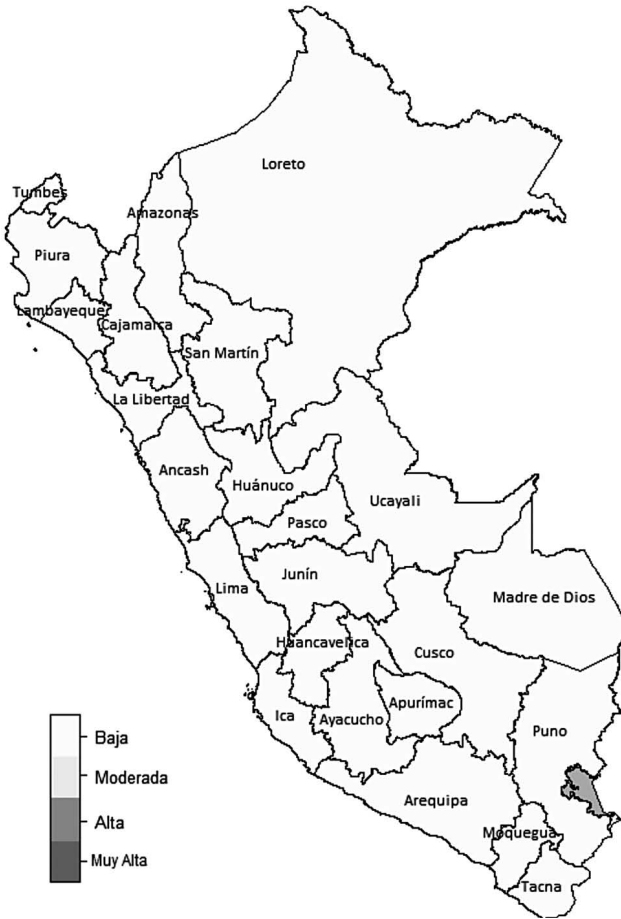 Loreto
Tumbes
Amazonas
Piura
Lambayeque
Cajamarca
San Martín
La Libertad
Ancash
Huánuco
Ucayali
Pasco
Junín
Lima
Madre de Dios
Huancavelica
Cusco
Apurímac
Ica
Ayacucho
Puno
Arequipa
Moquegua
Tacna
Baja
Moderada
Alta
Muy Alta